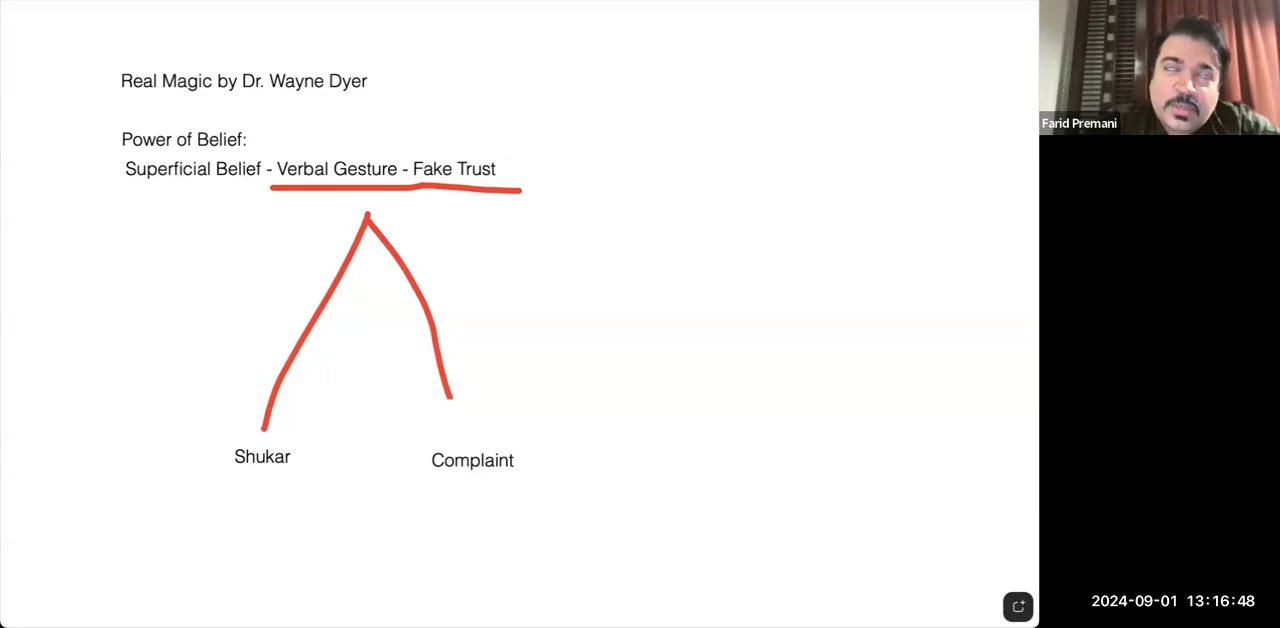 Real Magic by Dr. Wayne Dyer
Power of Belief:
Superficial Belief - Verbal Gesture - Fake Trust
Shukar
Complaint
Farid Premani
2024-09-01 13:16:48